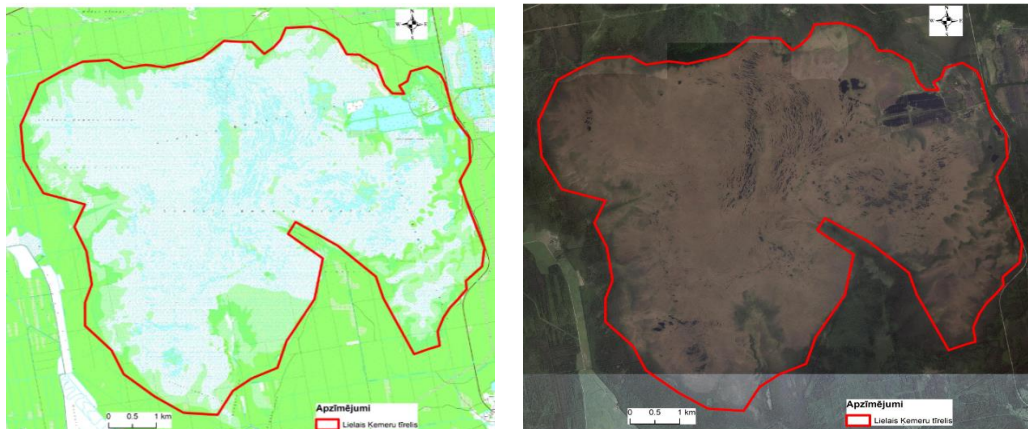 N
W E
S
0 0.5 1 km
Apzīmējumi
Lielais Ķemeru tīrelis
N
W E
S
0 0.5 1 km
Apzīmējumi
Lielais Ķemeru tīrelis